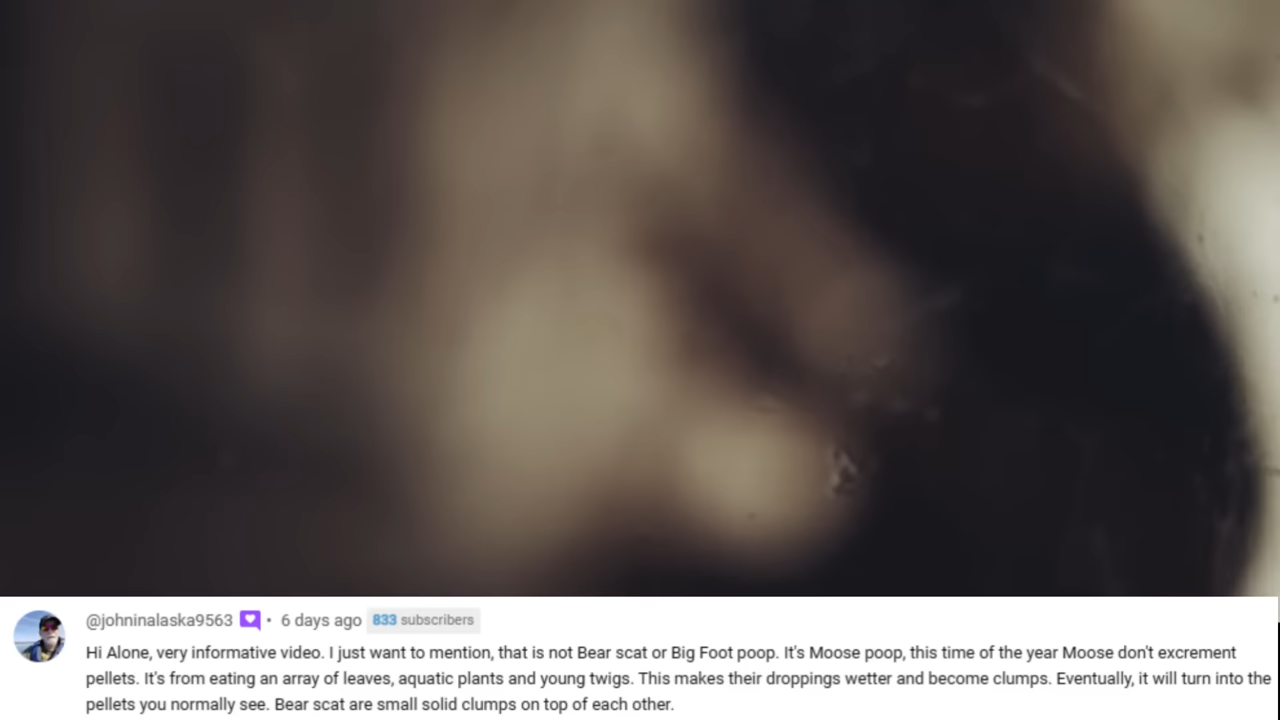 @johninalaska9563 • 6 days ago 833 subscribers
Hi Alone, very informative video. I just want to mention, that is not Bear scat or Big Foot poop. It's Moose poop, this time of the year Moose don't excrement
pellets. It's from eating an array of leaves, aquatic plants and young twigs. This makes their droppings wetter and become clumps. Eventually, it will turn into the
pellets you normally see. Bear scat are small solid clumps on top of each other.